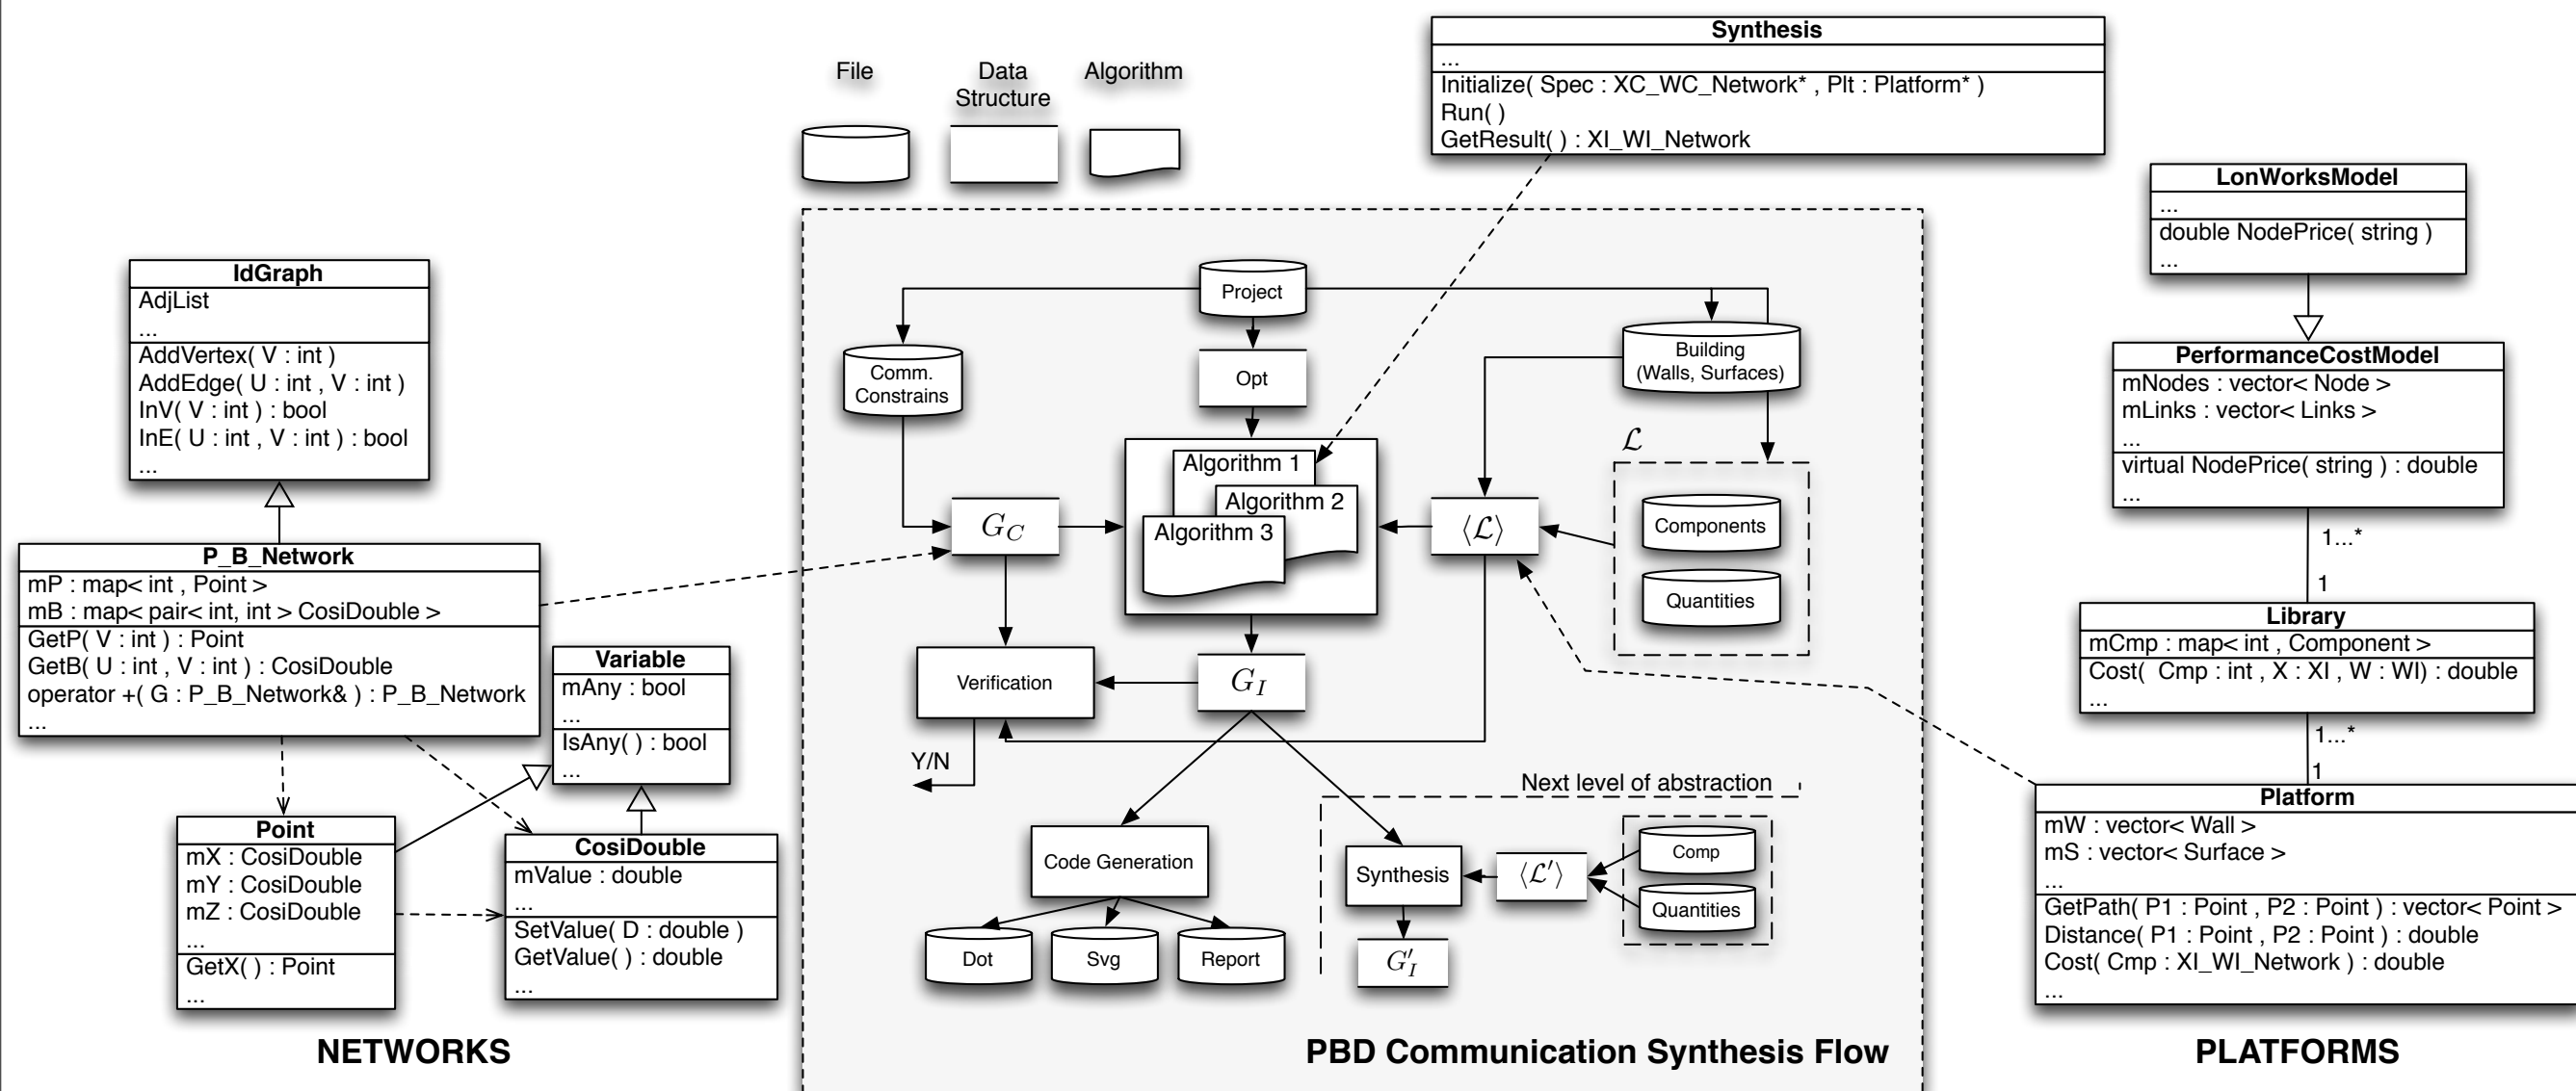 Synthesis
...
Initialize( Spec : XC_WC_Network* , Plt : Platform* )
Run( )
GetResult( ) : XI_WI_Network
File
Data
Structure
Algorithm
LonWorksModel
...
double NodePrice( string )
...
IdGraph
AdjList
...
AddVertex( V : int )
AddEdge( U : int , V : int )
InV( V : int ) : bool
InE( U : int , V : int ) : bool
...
P_B_Network
mP : map< int , Point >
mB : map< pair< int, int > CosiDouble >
GetP( V : int ) : Point
GetB( U : int , V : int ) : CosiDouble
operator +( G : P_B_Network& ) : P_B_Network
...
Variable
mAny : bool
...
IsAny( ) : bool
...
Point
mX : CosiDouble
mY : CosiDouble
mZ : CosiDouble
...
GetX( ) : Point
...
CosiDouble
mValue : double
...
SetValue( D : double )
GetValue( ) : double
...
NETWORKS
Project
Comm.
Constrains
Opt
Building
(Walls, Surfaces)
ℒ
Algorithm 1
Algorithm 2
Algorithm 3
G_C
⟨ℒ⟩
Components
Quantities
Verification
G_I
Y/N
Next level of abstraction
Code Generation
Synthesis
⟨ℒ′⟩
Comp
Quantities
Dot
Svg
Report
G′_I
PBD Communication Synthesis Flow
PerformanceCostModel
mNodes : vector< Node >
mLinks : vector< Links >
...
virtual NodePrice( string ) : double
...
1...*
1
Library
mCmp : map< int , Component >
Cost(  Cmp : int , X : XI , W : WI) : double
...
1...*
1
Platform
mW : vector< Wall >
mS : vector< Surface >
...
GetPath( P1 : Point , P2 : Point ) : vector< Point >
Distance( P1 : Point , P2 : Point ) : double
Cost( Cmp : XI_WI_Network ) : double
...
PLATFORMS